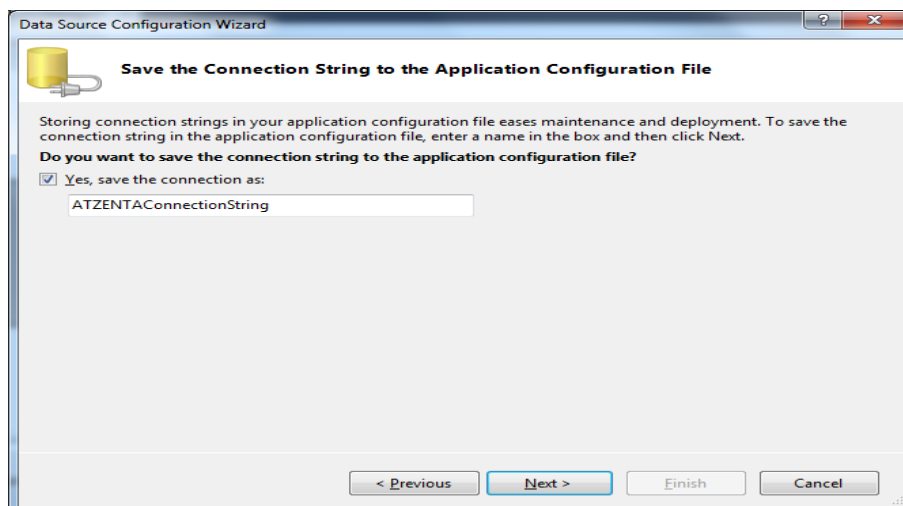 Data Source Configuration Wizard
?
Save the Connection String to the Application Configuration File
Storing connection strings in your application configuration file eases maintenance and deployment. To save the
connection string in the application configuration file, enter a name in the box and then click Next.
Do you want to save the connection string to the application configuration file?
Yes, save the connection as:
ATZENTAConnectionString
< Previous Next > Finish Cancel